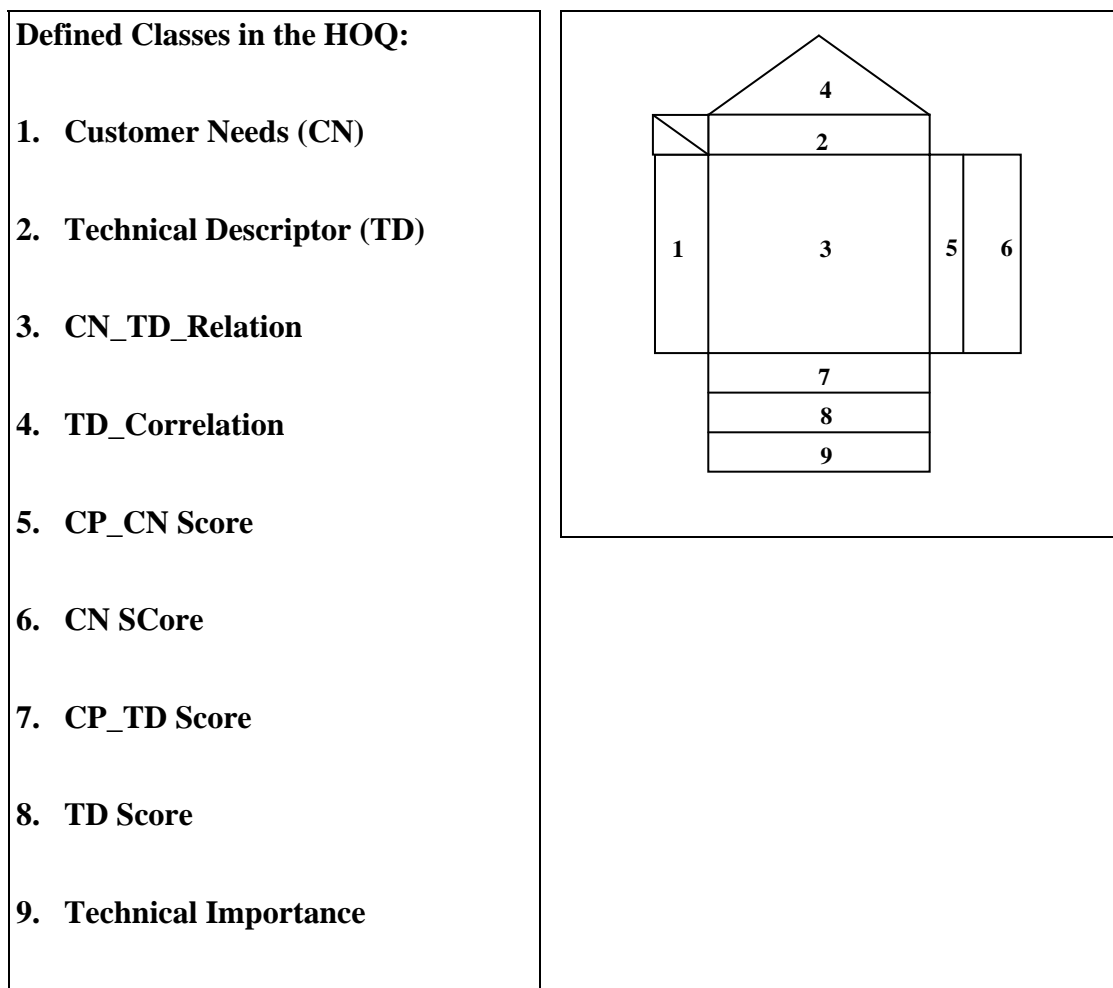 Defined Classes in the HOQ:
1. Customer Needs (CN)
2. Technical Descriptor (TD)
3. CN_TD_Relation
4. TD_Correlation
5. CP_CN Score
6. CN SCore
7. CP_TD Score
8. TD Score
9. Technical Importance
4
2
1 3 5 6
7
8
9